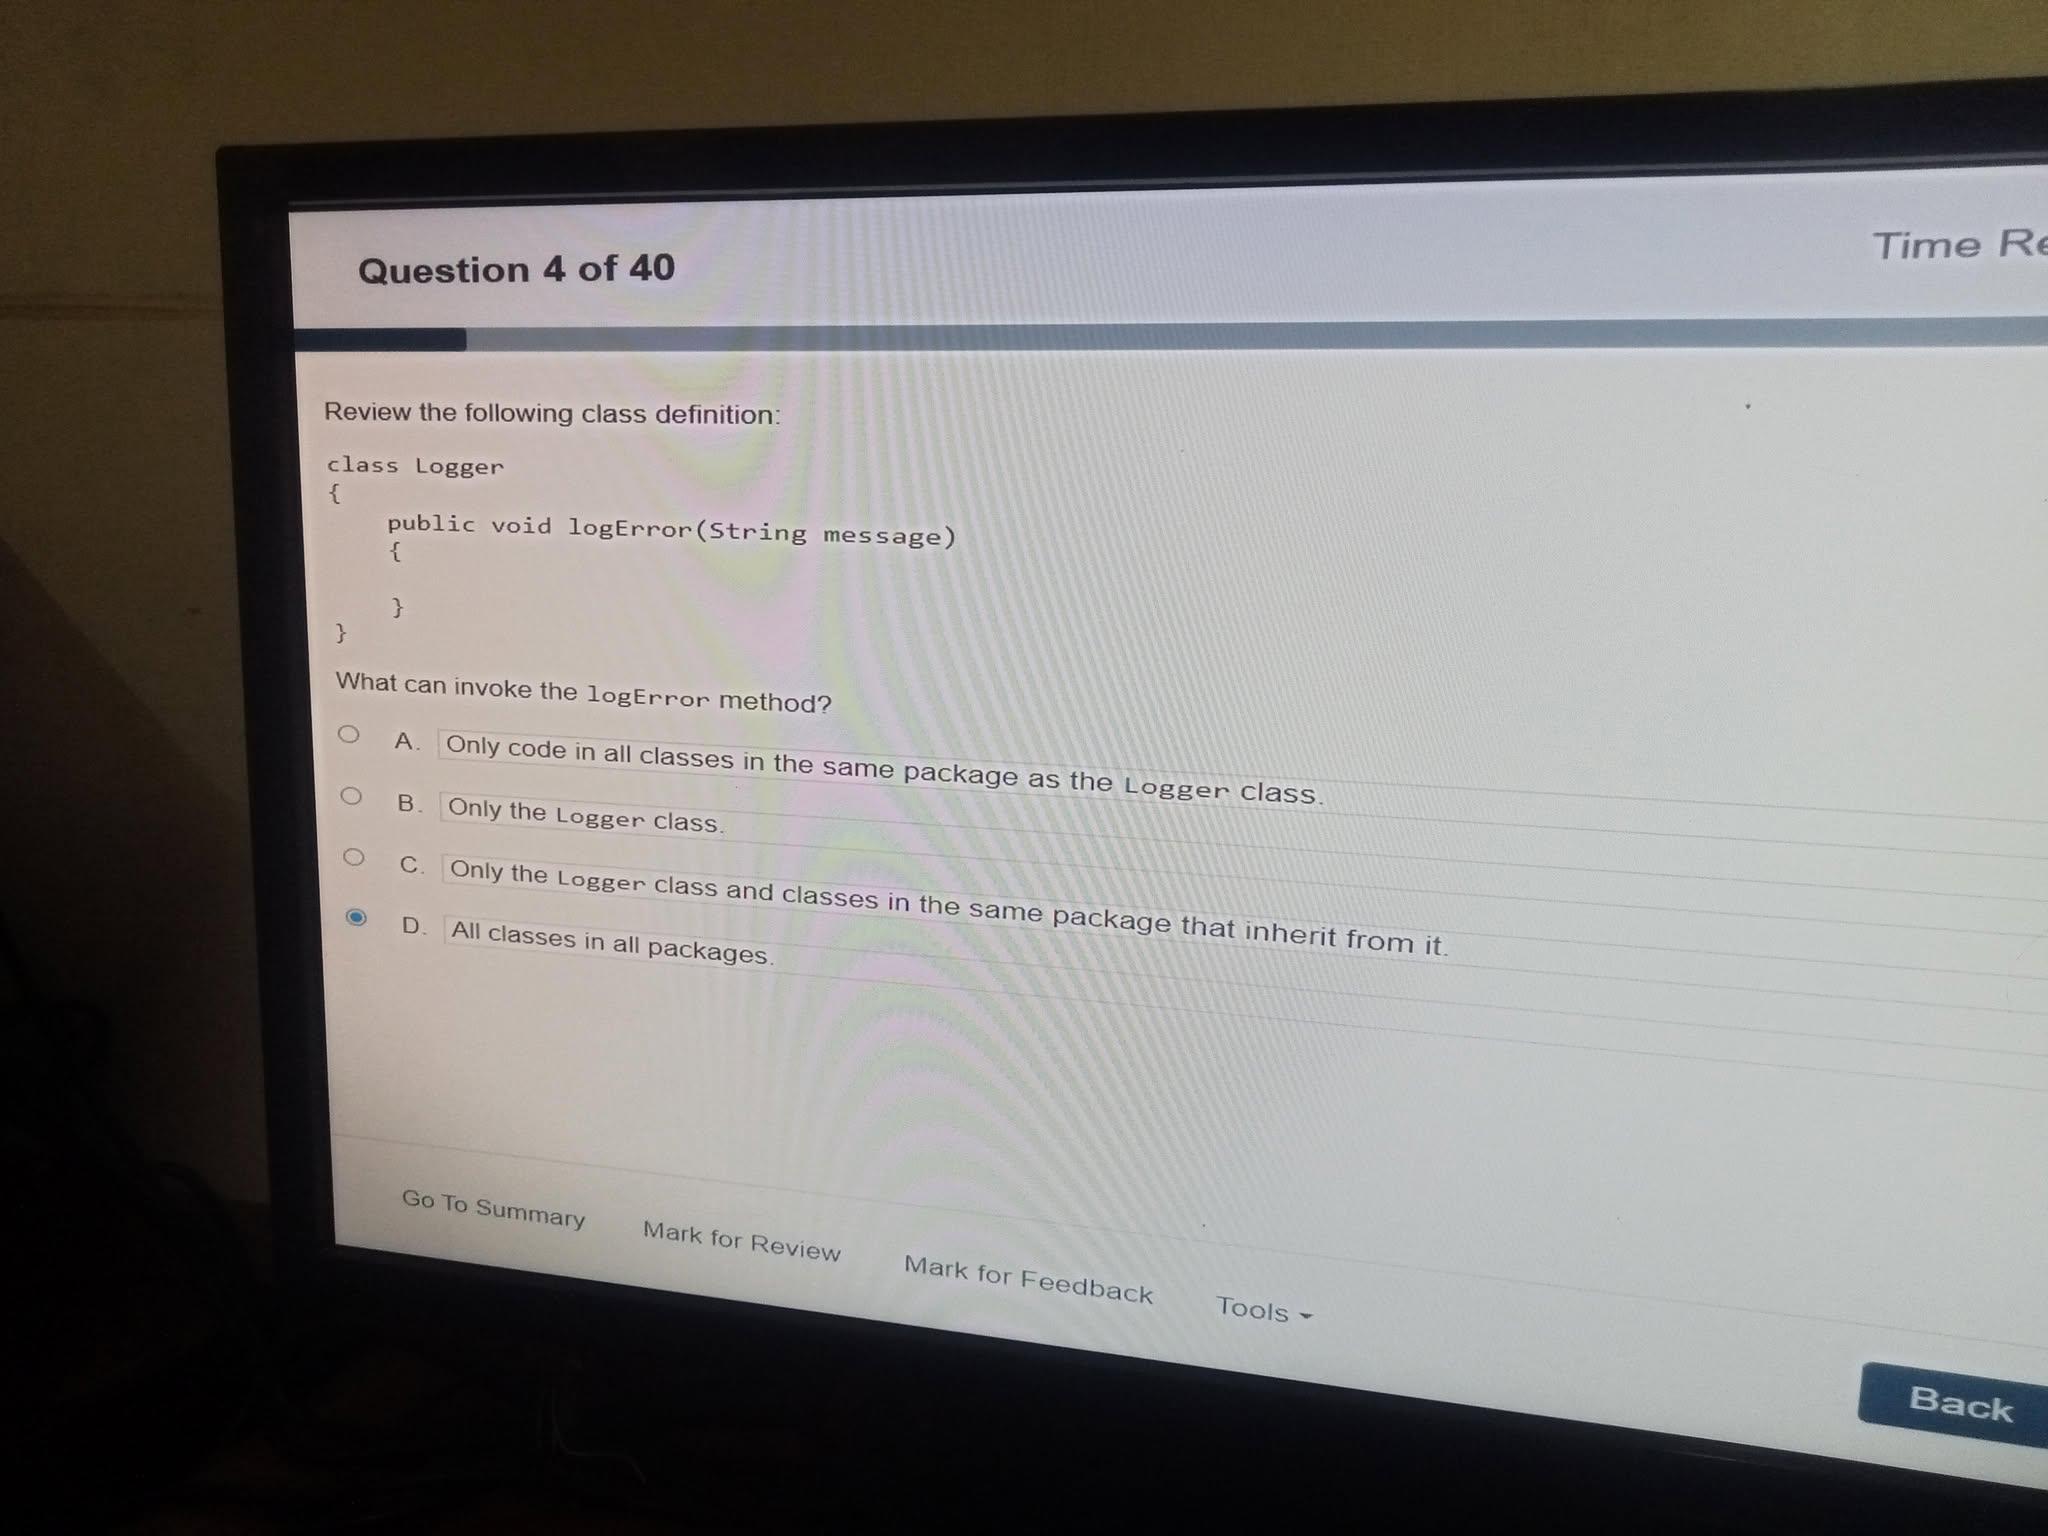 Question 4 of 40
Time
Review the following class definition:
class Logger
{
    public void logError(String message)
    {
    }
}
What can invoke the logError method?
A. Only code in all classes in the same package as the Logger class.
B. Only the Logger class.
C. Only the Logger class and classes in the same package that inherit from it.
D. All classes in all packages.
Go To Summary
Mark for Review
Mark for Feedback
Tools
Back